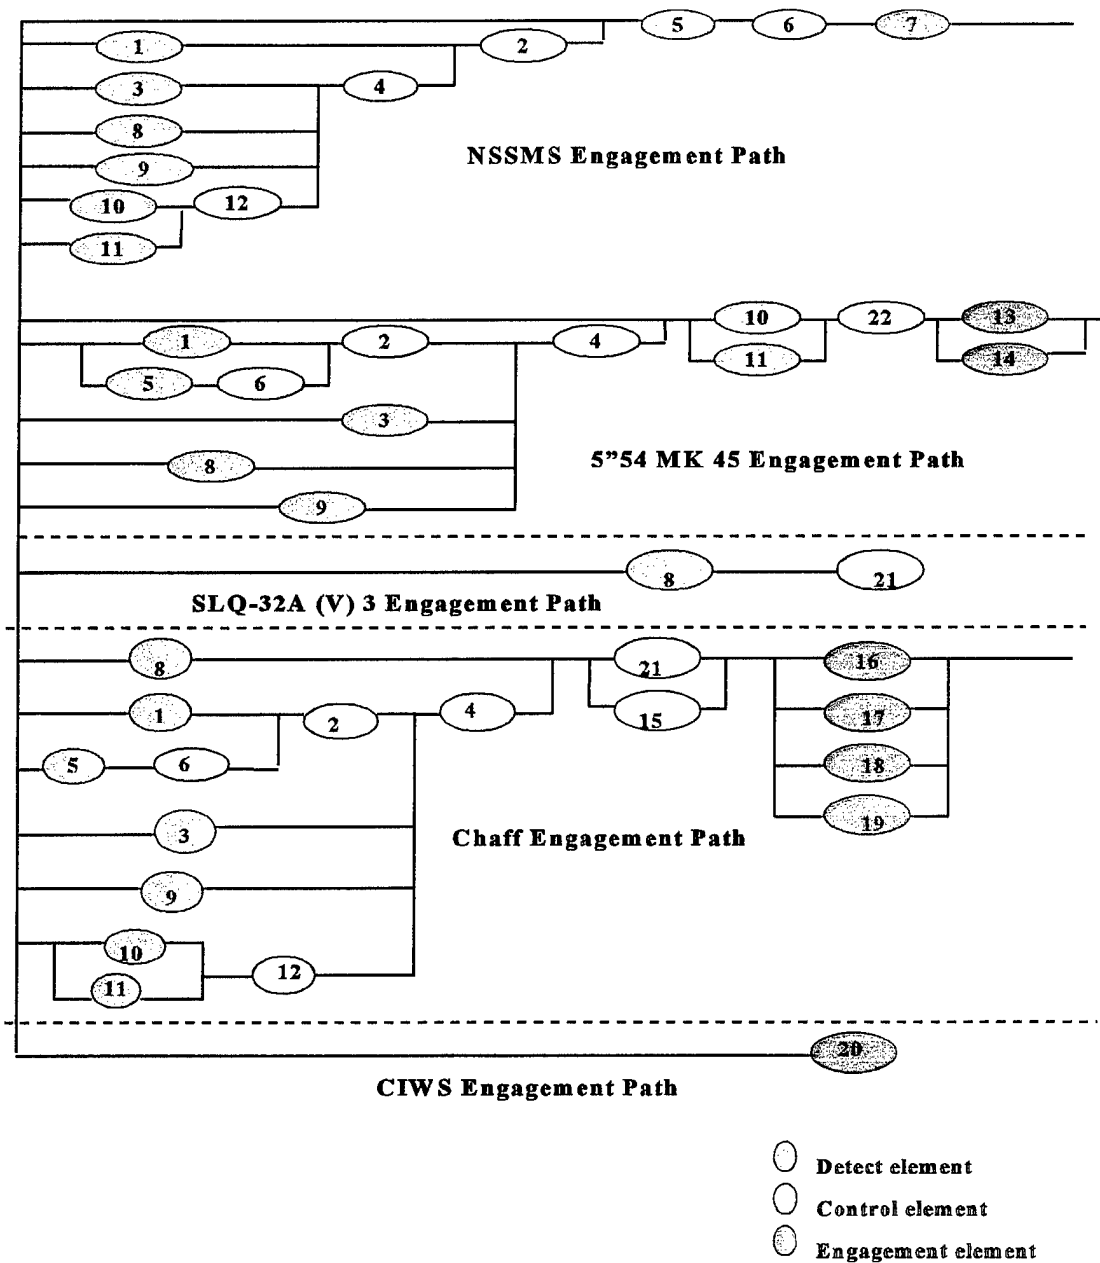 5 6 7
1 2
3 4
8
NSSMS Engagement Path
9
10 12
11
10 22 13
1 2 4
11 14
5 6
3
5”54 MK 45 Engagement Path
8
9
8 21
SLQ-32A (V) 3 Engagement Path
8 21 16
1 2 4 15 17
5 6 18
3 19
Chaff Engagement Path
9
10
12
11
20
CIWS Engagement Path
Detect element
Control element
Engagement element